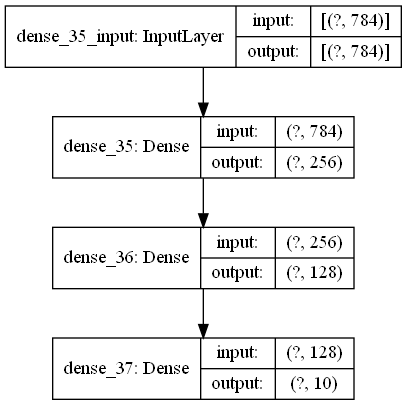 dense_35_input: InputLayer
input: [(?, 784)]
output: [(?, 784)]
dense_35: Dense
input: (?, 784)
output: (?, 256)
dense_36: Dense
input: (?, 256)
output: (?, 128)
dense_37: Dense
input: (?, 128)
output: (?, 10)